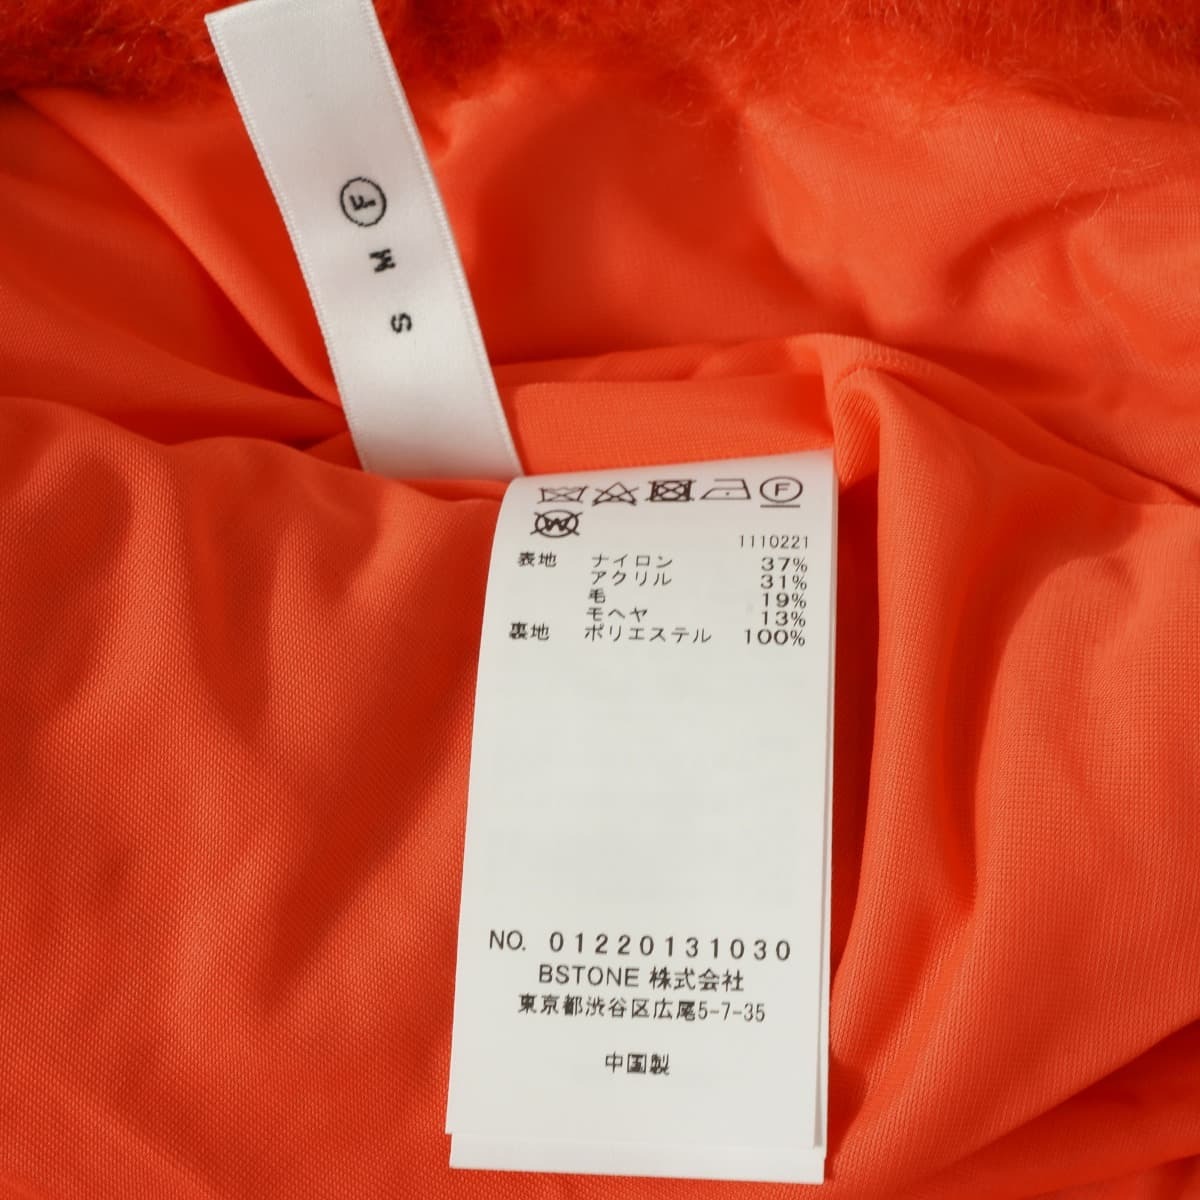 S M F
F
W
1110221
表地 ナイロン 37%
アクリル 31%
毛 19%
モヘヤ 13%
裏地 ポリエステル 100%
NO. 01220131030
BSTONE 株式会社
東京都渋谷区広尾5-7-35
中国製